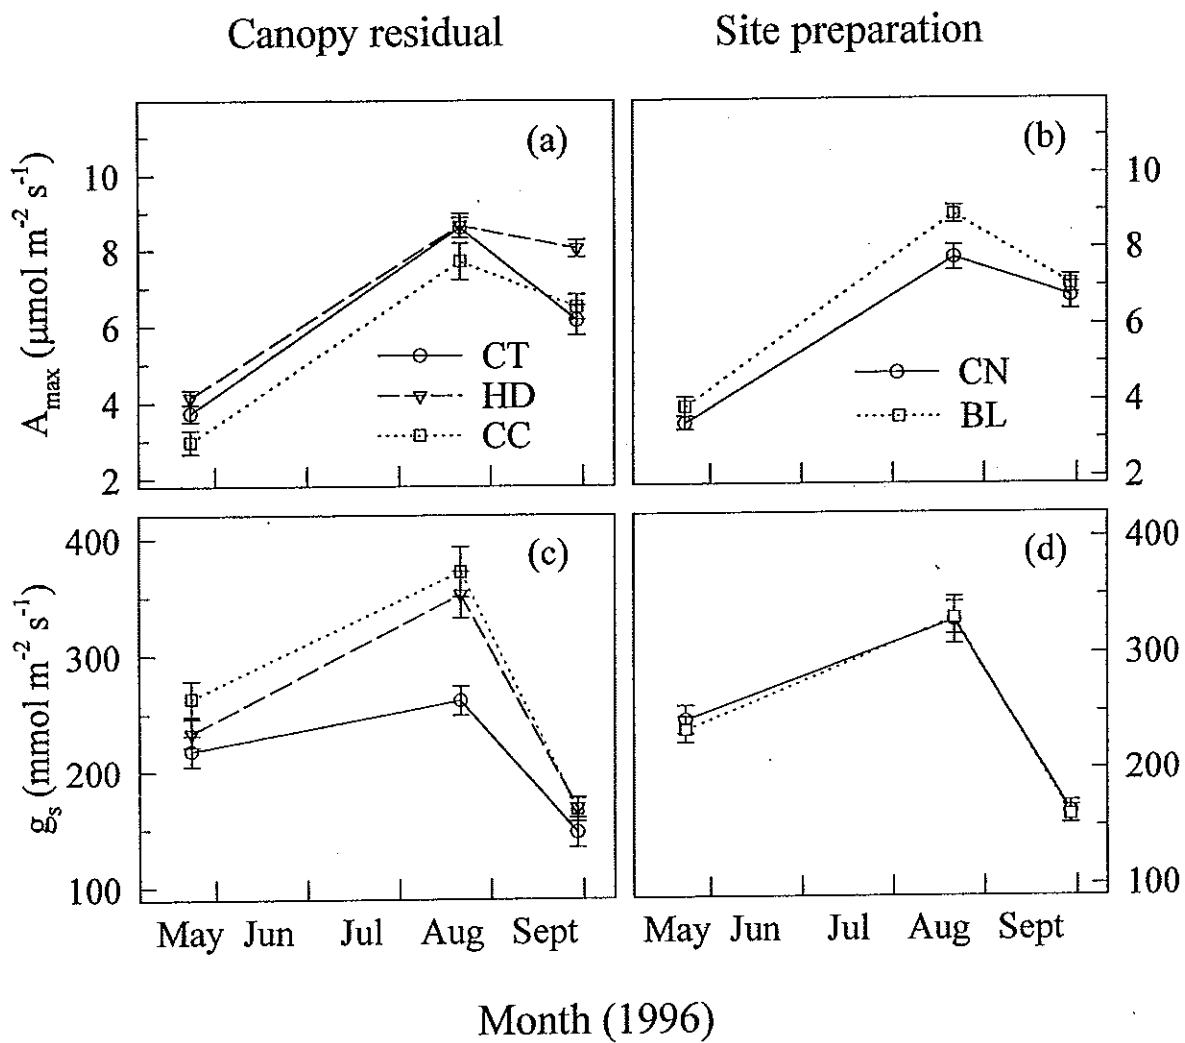 Canopy residual
Site preparation
(a)
(b)
A_max (μmol m⁻² s⁻¹)
10
8
6
4
2
10
8
6
4
2
CT
HD
CC
CN
BL
(c)
(d)
g_s (mmol m⁻² s⁻¹)
400
300
200
100
400
300
200
100
May Jun Jul Aug Sept
May Jun Jul Aug Sept
Month (1996)